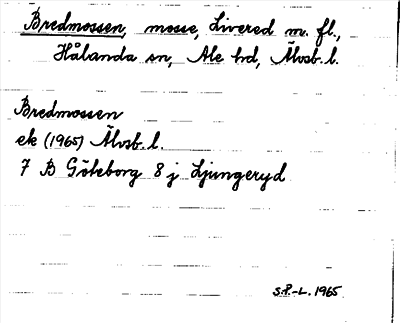 Bredmossen, mosse, Livered m. fl.,
Hålanda sn, Ale hd, Älvsb. l.
Bredmossen
ek (1965) Älvsb. l.
7 B Göteborg 8 j Ljungeryd
S.P.-L. 1965